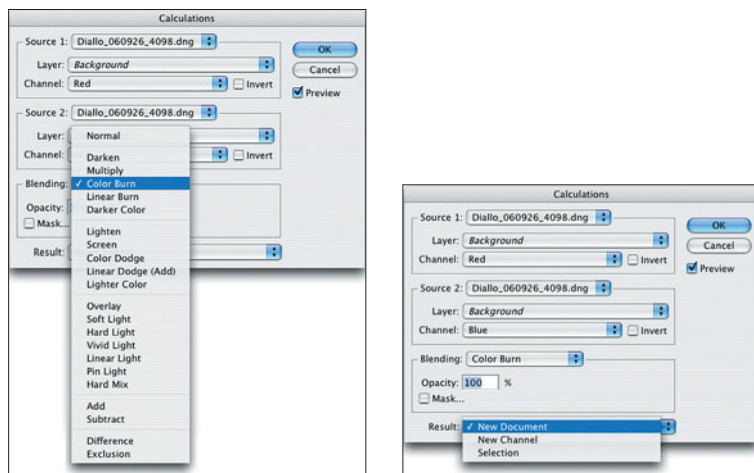 Calculations
Source 1: Diallo_060926_4098.dng
OK
Layer: Background
Cancel
Channel: Red
Invert
Preview
Source 2: Diallo_060926_4098.dng
Layer:
Channel:
Invert
Blending:
Opacity:
Mask...
Result:
Normal
Darken
Multiply
✓ Color Burn
Linear Burn
Darker Color
Lighten
Screen
Color Dodge
Linear Dodge (Add)
Lighter Color
Overlay
Soft Light
Hard Light
Vivid Light
Linear Light
Pin Light
Hard Mix
Add
Subtract
Difference
Exclusion
Calculations
Source 1: Diallo_060926_4098.dng
OK
Layer: Background
Cancel
Channel: Red
Invert
Preview
Source 2: Diallo_060926_4098.dng
Layer: Background
Channel: Blue
Invert
Blending: Color Burn
Opacity: 100 %
Mask...
Result: ✓ New Document
New Channel
Selection